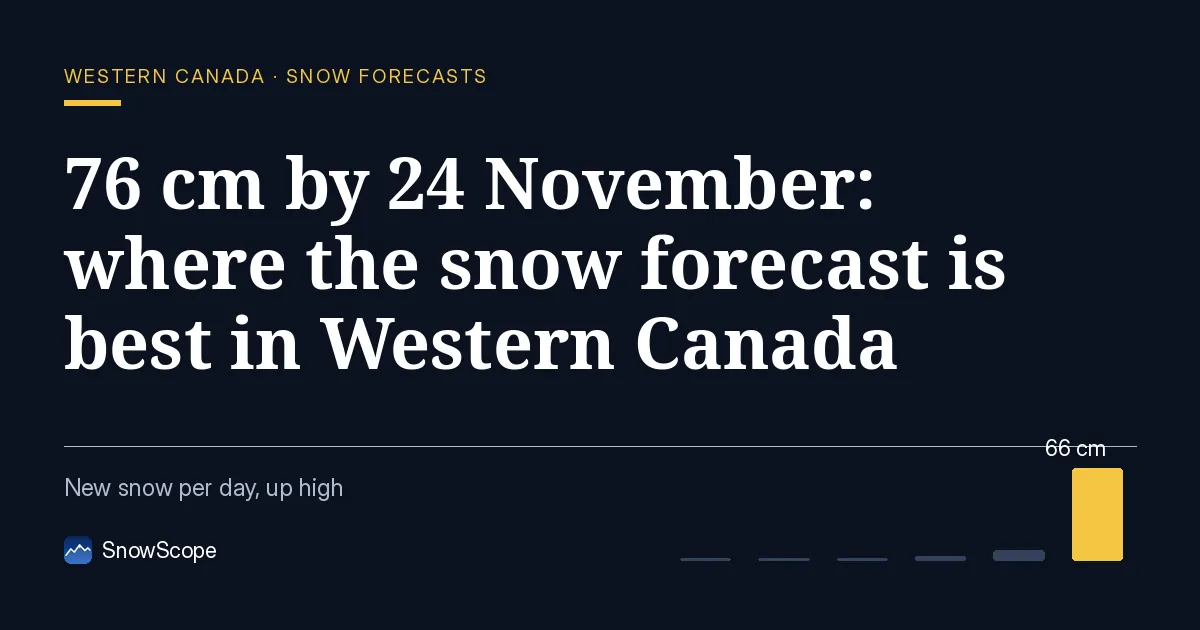 WESTERN CANADA · SNOW FORECASTS
76 cm by 24 November:
where the snow forecast is
best in Western Canada
66 cm
New snow per day, up high
SnowScope